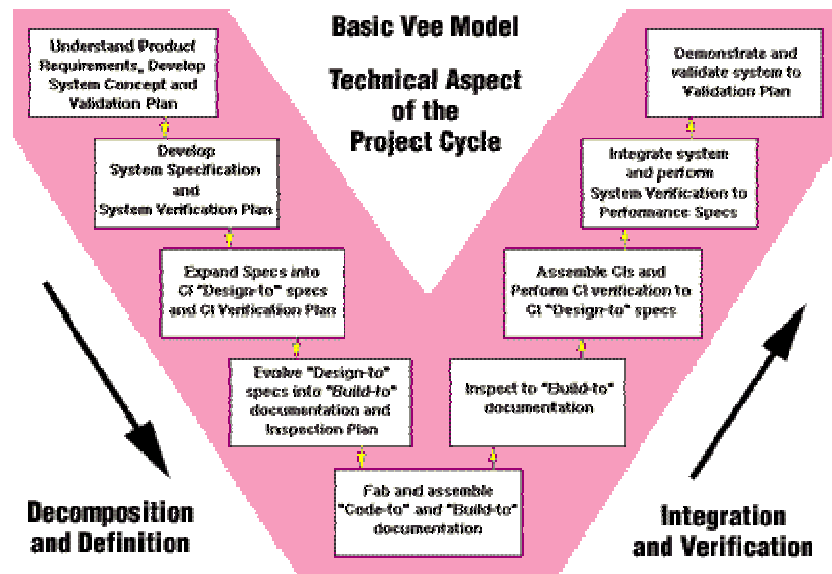 Basic Vee Model
Technical Aspect
of the
Project Cycle
Understand Product
Requirements, Develop
System Concept and
Validation Plan
Develop
System Specification
and
System Verification Plan
Expand Specs into
CI "Design-to" specs
and CI Verification Plan
Evolve "Design-to"
specs into "Build-to"
documentation and
Inspection Plan
Fab and assemble
"Code-to" and "Build-to"
documentation
Inspect to "Build-to"
documentation
Assemble CIs and
Perform CI verification to
CI "Design-to" specs
Integrate system
and perform
System Verification to
Performance Specs
Demonstrate and
validate system to
Validation Plan
Decomposition
and Definition
Integration
and Verification